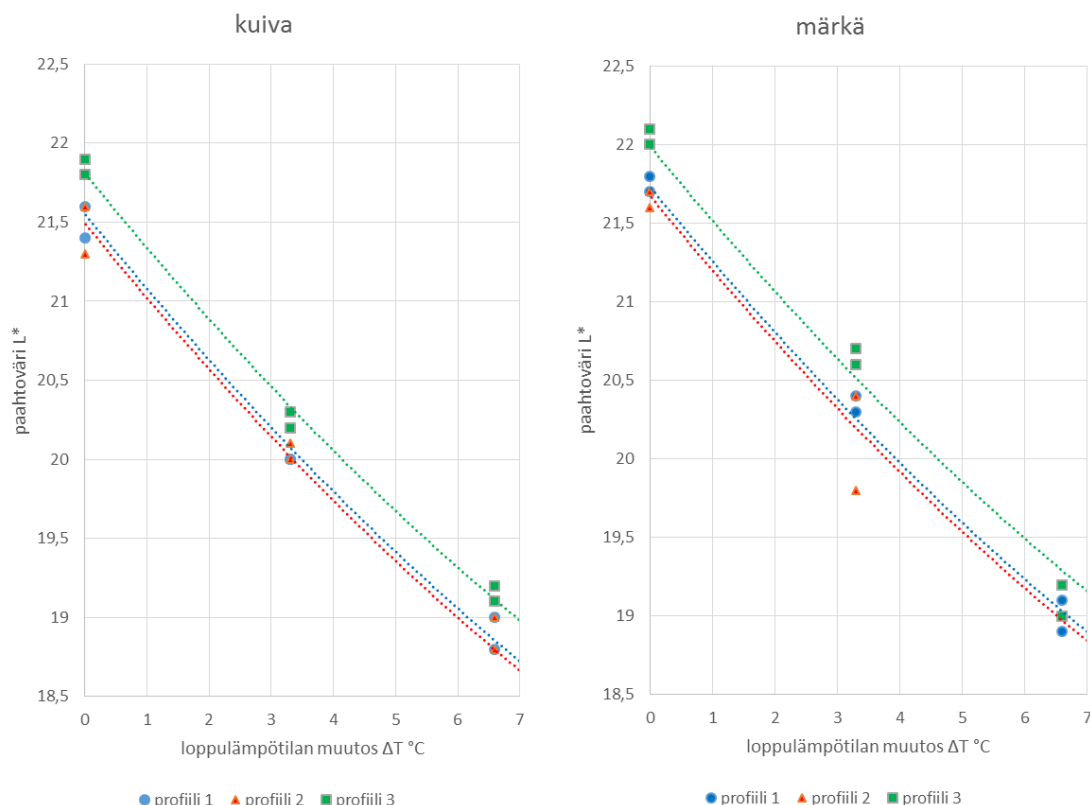 kuiva
22,5
22
21,5
21
20,5
20
19,5
19
18,5
paahtoväri L*
0 1 2 3 4 5 6 7
loppulämpötilan muutos ΔT °C
profiili 1 profiili 2 profiili 3
märkä
22,5
22
21,5
21
20,5
20
19,5
19
18,5
paahtoväri L*
0 1 2 3 4 5 6 7
loppulämpötilan muutos ΔT °C
profiili 1 profiili 2 profiili 3